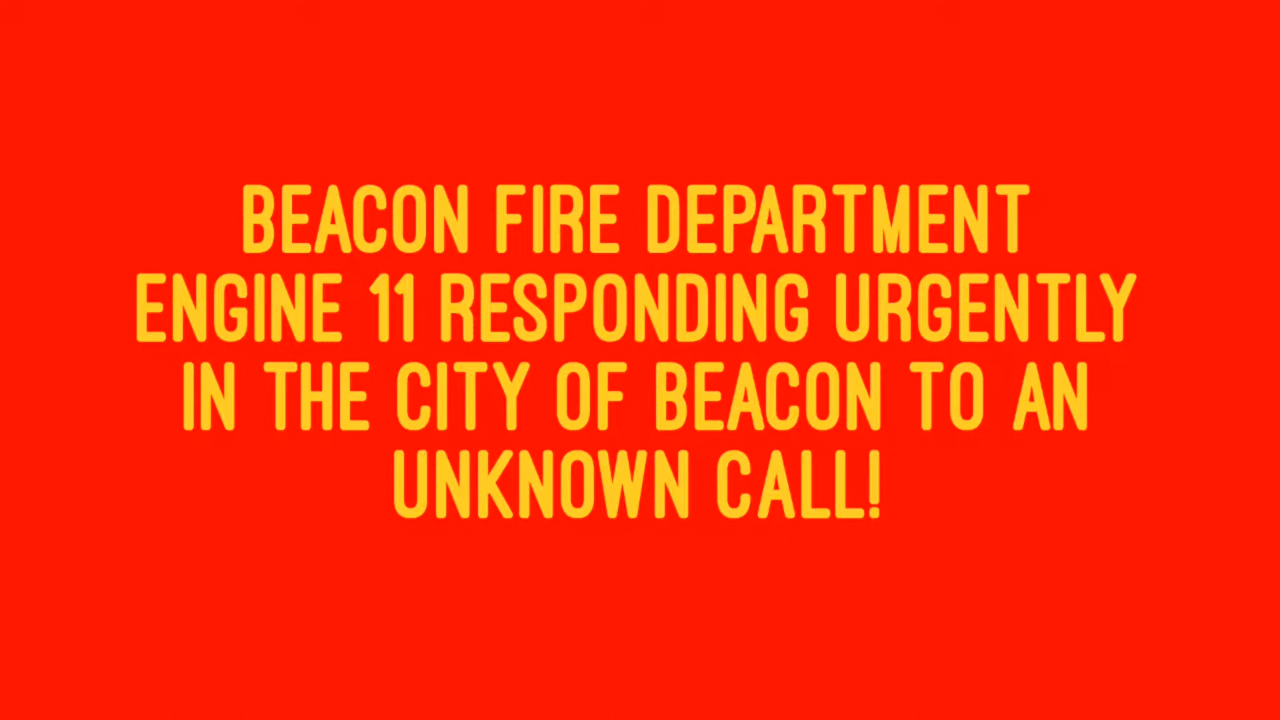 BEACON FIRE DEPARTMENT
ENGINE 11 RESPONDING URGENTLY
IN THE CITY OF BEACON TO AN
UNKNOWN CALL!